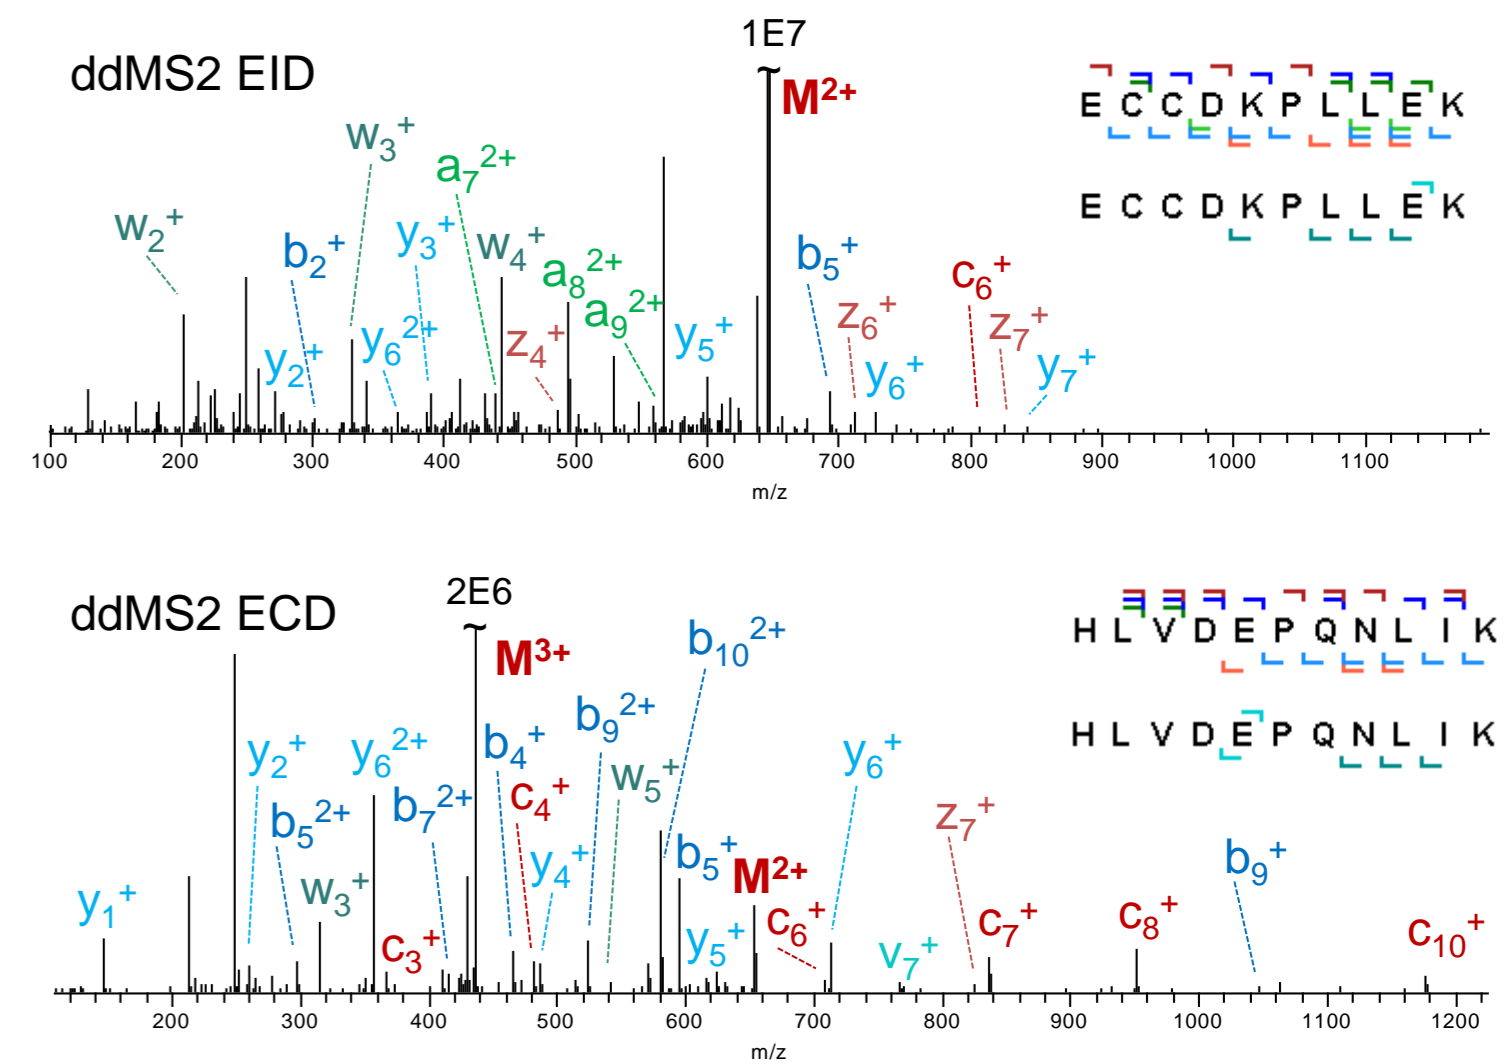 1E7
ddMS2 EID
M2+
E C C D K P L L E K
w3+
a72+
E C C D K P L L E K
w2+
b2+
y3+
w4+
a82+
b5+
c6+
a92+
z6+
z7+
y2+
y62+
z4+
y5+
y6+
y7+
100 200 300 400 500 600 700 800 900 1000 1100
m/z
2E6
ddMS2 ECD
M3+
b102+
H L V D E P Q N L I K
b92+
y2+
y62+
b4+
w5+
y6+
H L V D E P Q N L I K
b52+
b72+
c4+
z7+
y1+
w3+
y4+
b5+
M2+
b9+
c3+
y5+
c6+
v7+
c7+
c8+
c10+
200 300 400 500 600 700 800 900 1000 1100 1200
m/z